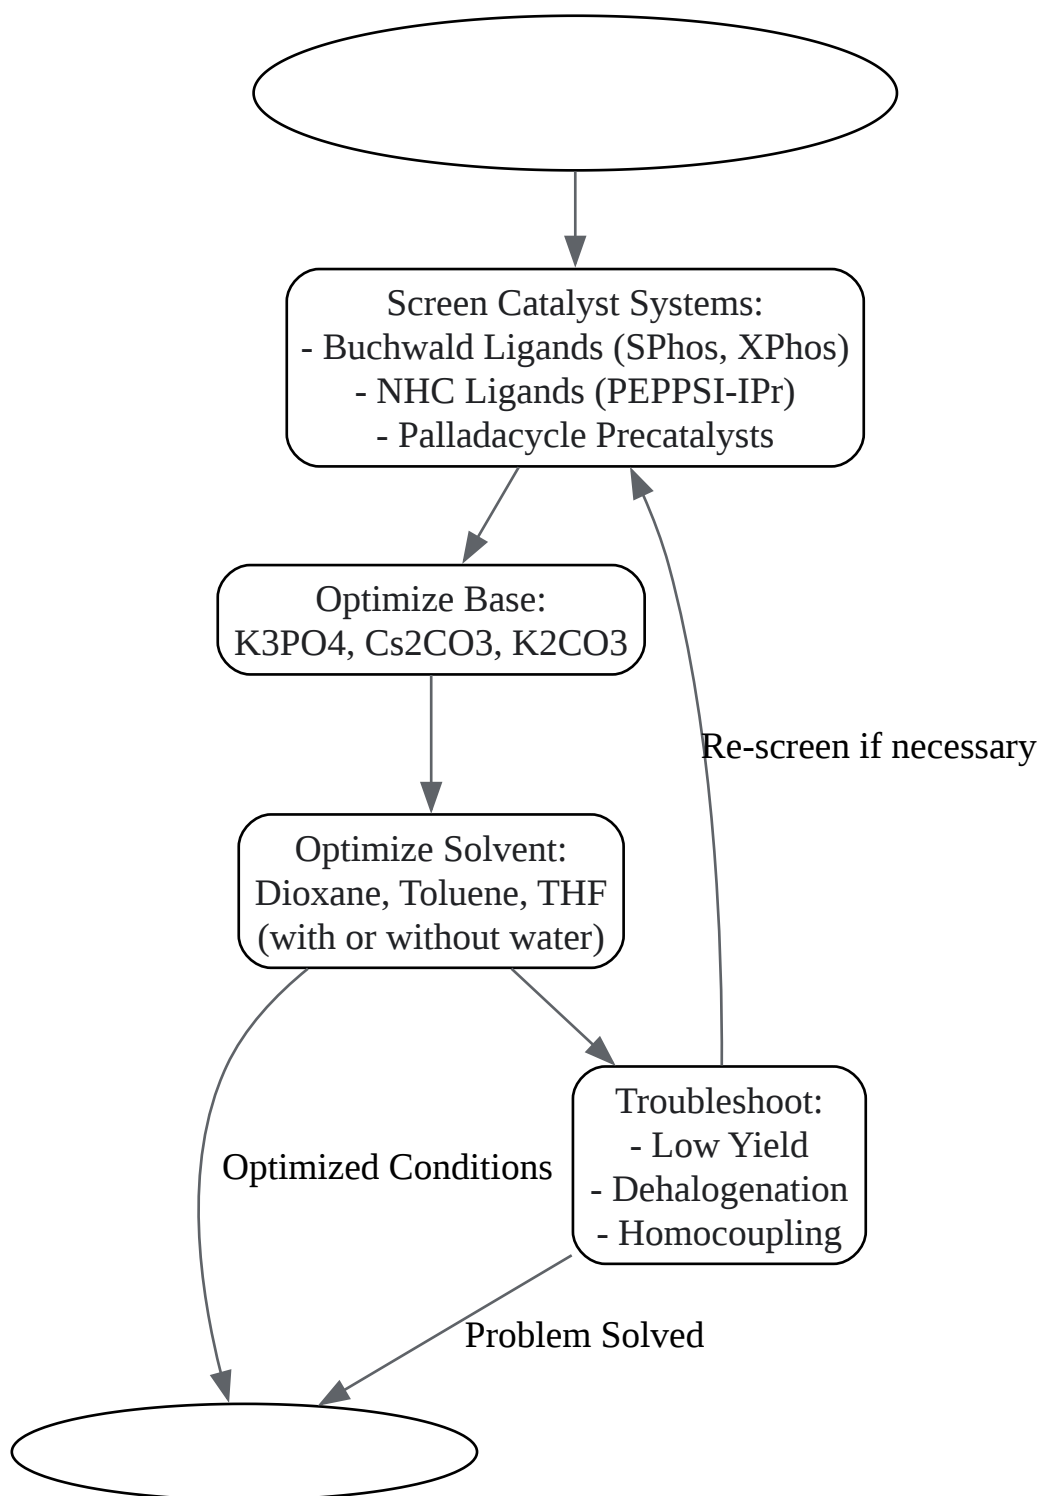 Screen Catalyst Systems:
- Buchwald Ligands (SPhos, XPhos)
- NHC Ligands (PEPPSI-IPr)
- Palladacycle Precatalysts
Optimize Base:
K3PO4, Cs2CO3, K2CO3
Re-screen if necessary
Optimize Solvent:
Dioxane, Toluene, THF
(with or without water)
Troubleshoot:
- Low Yield
- Dehalogenation
- Homocoupling
Optimized Conditions
Problem Solved